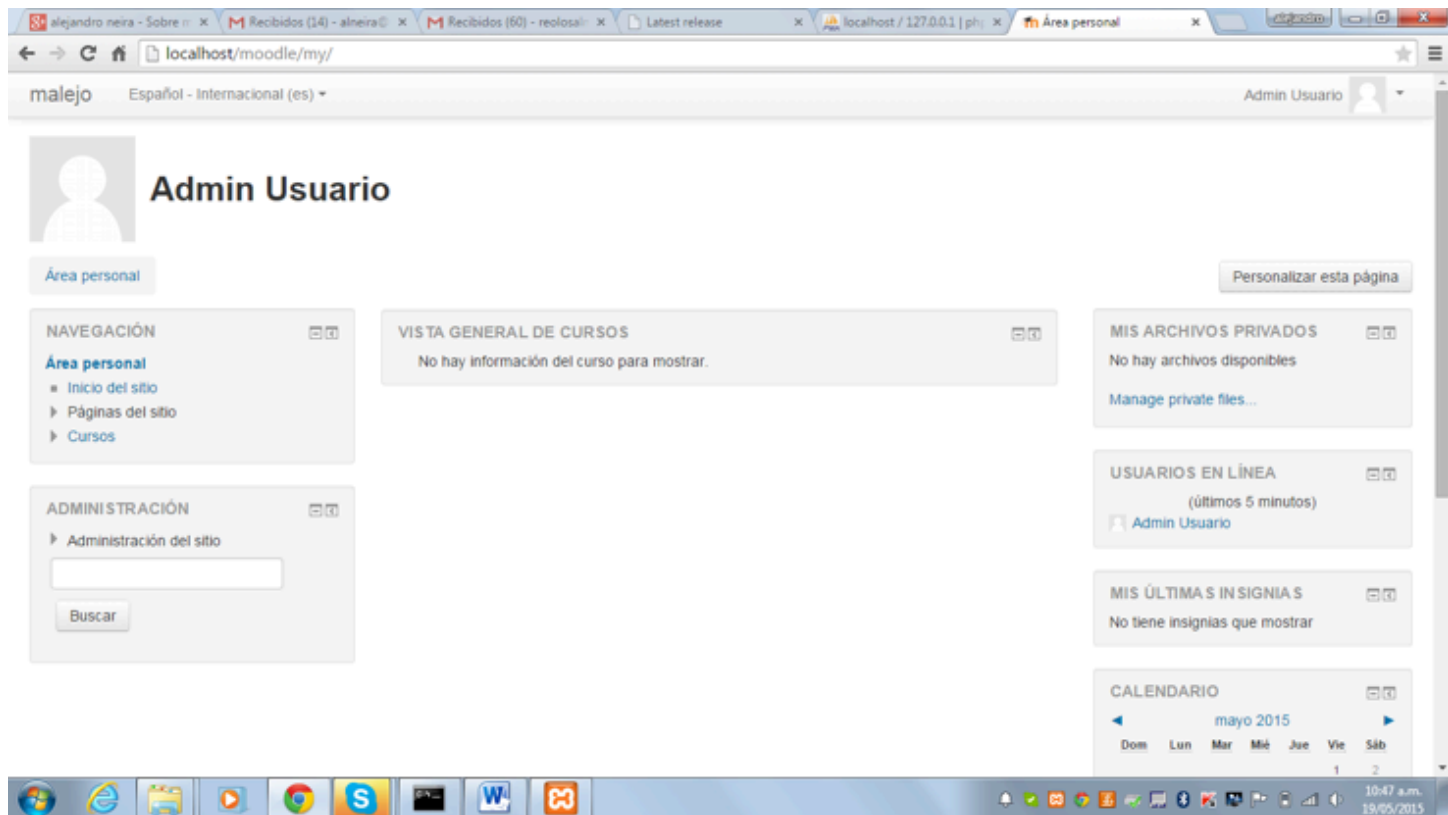 alejandro neira - Sobre m
Recibidos (14) - alneira@
Recibidos (60) - reolosalr
Latest release
localhost / 127.0.0.1 | php
Área personal
localhost/moodle/my/
malejo
Español - Internacional (es)
Admin Usuario
Admin Usuario
Área personal
Personalizar esta página
NAVEGACIÓN
Área personal
Inicio del sitio
Páginas del sitio
Cursos
ADMINISTRACIÓN
Administración del sitio
Buscar
VISTA GENERAL DE CURSOS
No hay información del curso para mostrar.
MIS ARCHIVOS PRIVADOS
No hay archivos disponibles
Manage private files...
USUARIOS EN LÍNEA
(últimos 5 minutos)
Admin Usuario
MIS ÚLTIMAS INSIGNIAS
No tiene insignias que mostrar
CALENDARIO
mayo 2015
Dom Lun Mar Mié Jue Vie Sáb
1 2
10:47 a.m.
19/05/2015